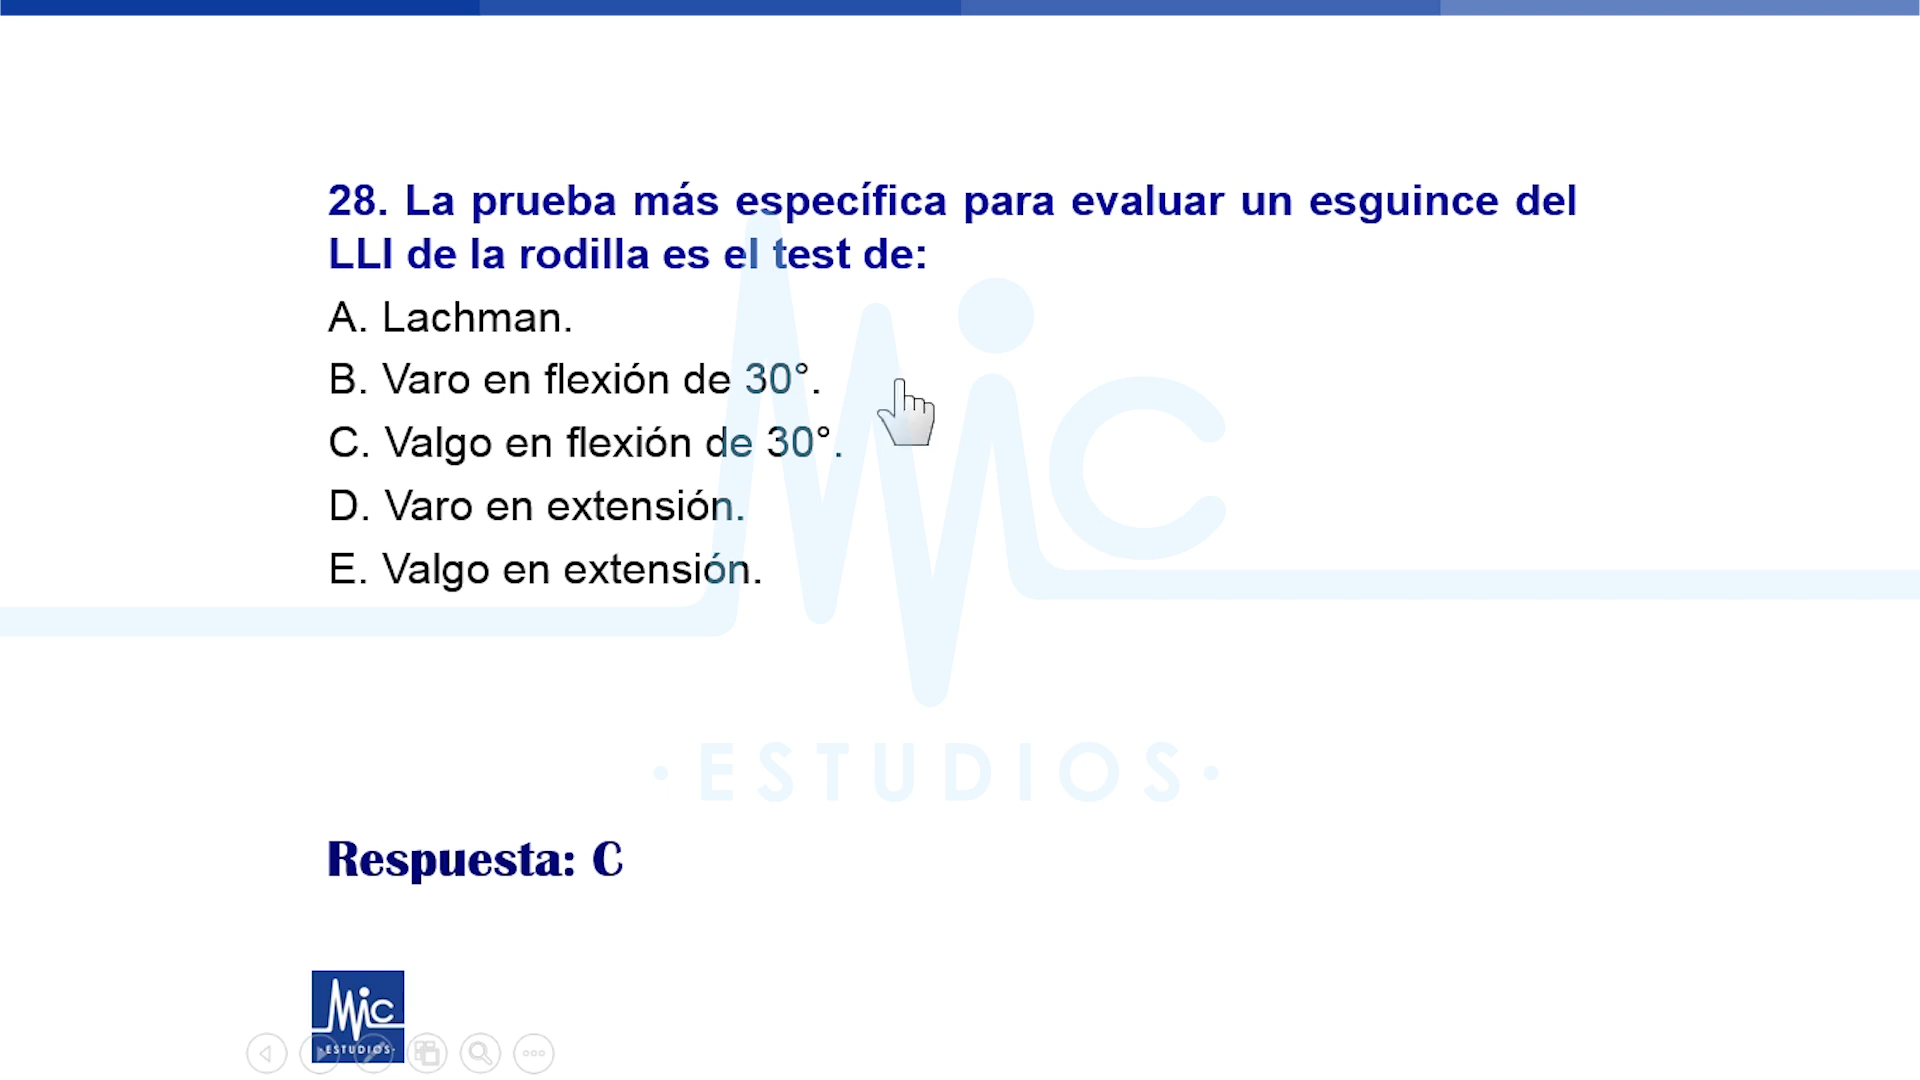 28. La prueba más específica para evaluar un esguince del
LLI de la rodilla es el test de:
A. Lachman.
B. Varo en flexión de 30°.
C. Valgo en flexión de 30°.
D. Varo en extensión.
E. Valgo en extensión.
MiC
·ESTUDIOS·
Respuesta: C
MiC
·ESTUDIOS·